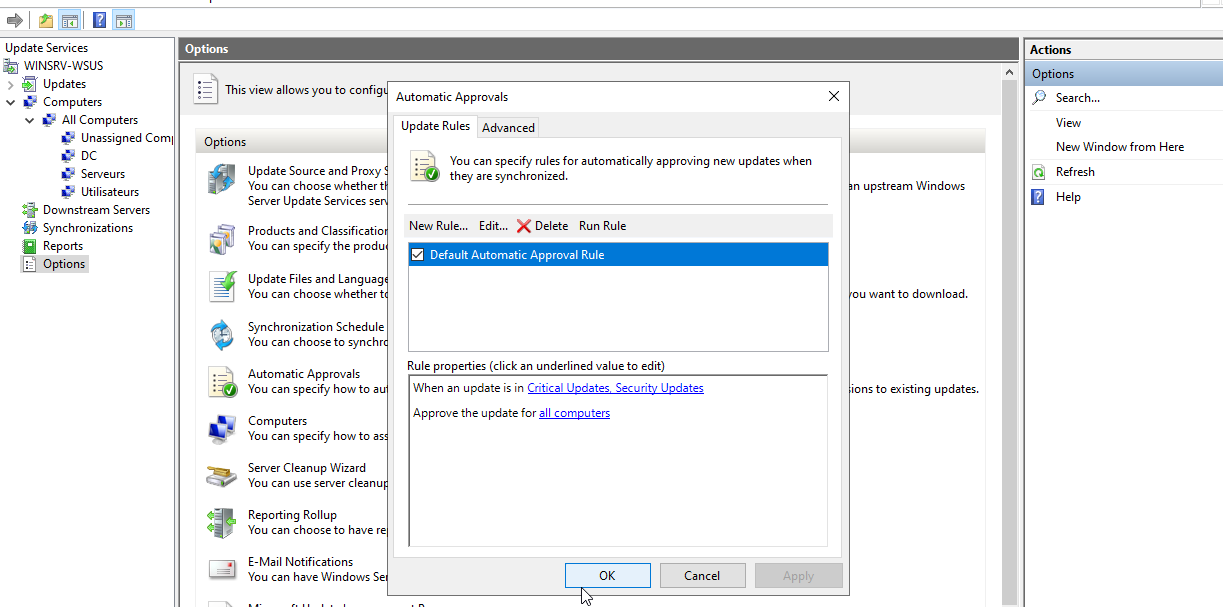 Update Services
WINSRV-WSUS
Updates
Computers
All Computers
Unassigned Comp
DC
Serveurs
Utilisateurs
Downstream Servers
Synchronizations
Reports
Options
Options
This view allows you to configu
Options
Update Source and Proxy S
You can choose whether th
an upstream Windows
Server Update Services serv
Products and Classification
You can specify the produc
Update Files and Language
You can choose whether to
you want to download.
Synchronization Schedule
You can choose to synchro
Automatic Approvals
You can specify how to aut
sions to existing updates.
Computers
You can specify how to ass
Server Cleanup Wizard
You can use server cleanup
Reporting Rollup
You can choose to have rep
E-Mail Notifications
You can have Windows Ser
Automatic Approvals
Update Rules
Advanced
You can specify rules for automatically approving new updates when
they are synchronized.
New Rule...
Edit...
Delete
Run Rule
Default Automatic Approval Rule
Rule properties (click an underlined value to edit)
When an update is in Critical Updates, Security Updates
Approve the update for all computers
OK
Cancel
Apply
Actions
Options
Search...
View
New Window from Here
Refresh
Help